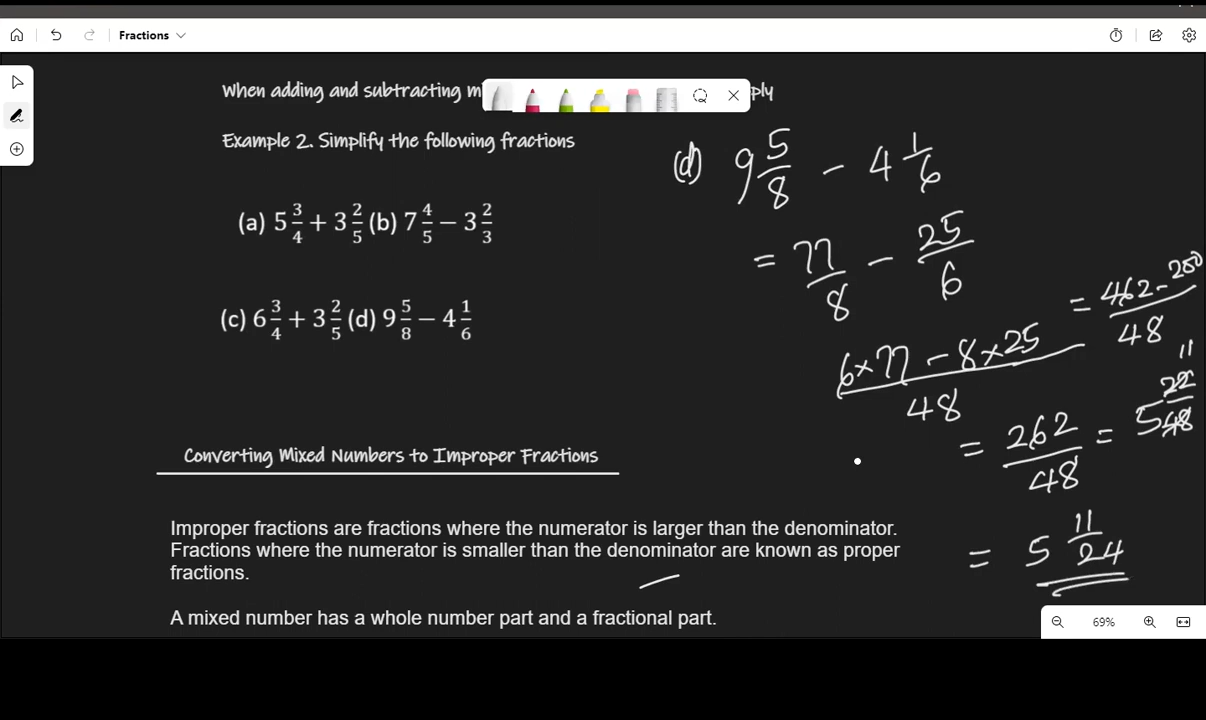 Fractions
When adding and subtracting mi
ply
Example 2. Simplify the following fractions
(a) 5 3/4 + 3 2/5 (b) 7 4/5 − 3 2/3
(c) 6 3/4 + 3 2/5 (d) 9 5/8 − 4 1/6
(d) 9 5/8 − 4 1/6
= 77/8 − 25/6
6×77 − 8×25/48
= 462 − 200/48
= 262/48 = 5 22/48
11
= 5 11/24
Converting Mixed Numbers to Improper Fractions
Improper fractions are fractions where the numerator is larger than the denominator.
Fractions where the numerator is smaller than the denominator are known as proper
fractions.
A mixed number has a whole number part and a fractional part.
69%